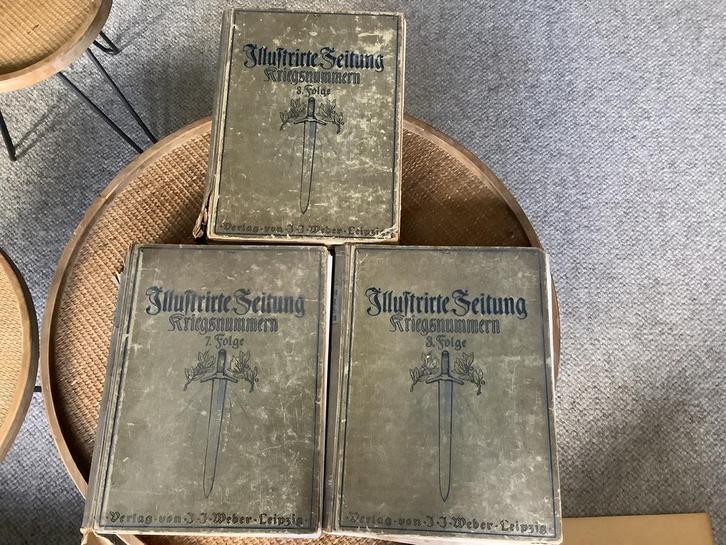 Illustrirte Zeitung
Kriegsnummern
8. Folge
Verlag von J. J. Weber Leipzig
Illustrirte Zeitung
Kriegsnummern
7. Folge
Verlag von J. J. Weber Leipzig
Illustrirte Zeitung
Kriegsnummern
3. Folge
Verlag von J. J. Weber Leipzig